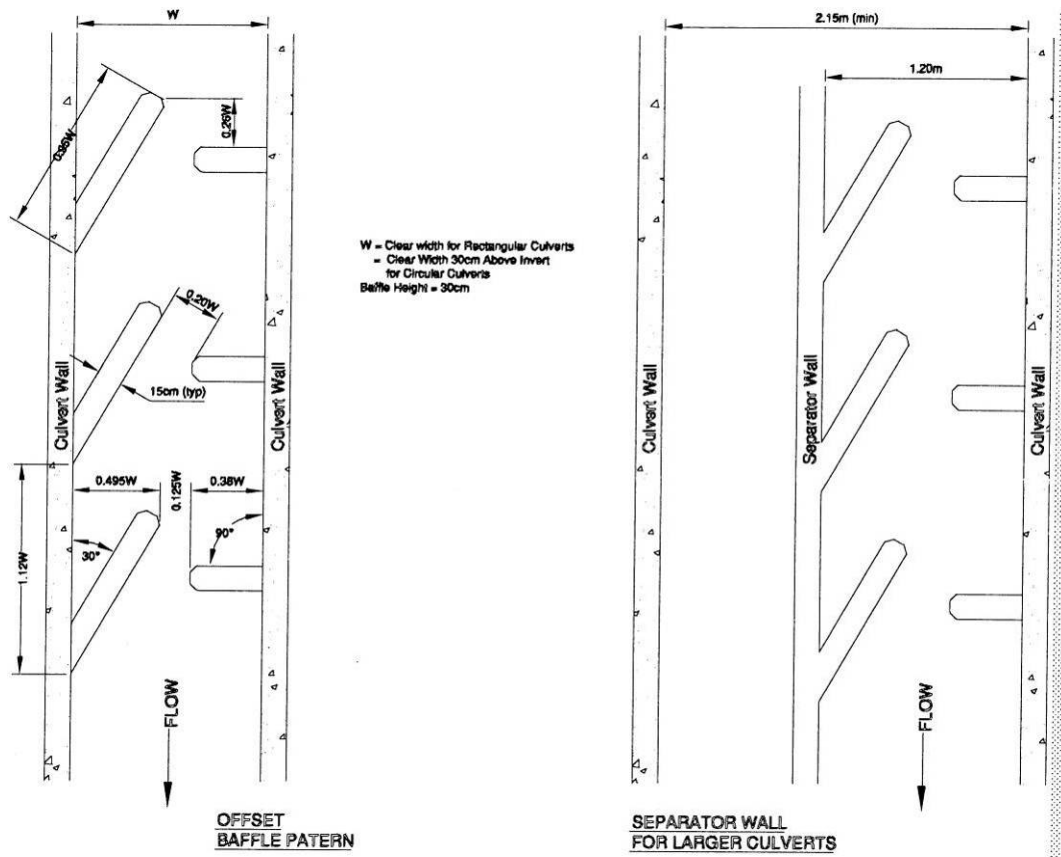 W
0.95W
0.26W
W = Clear width for Rectangular Culverts
= Clear Width 30cm Above Invert
for Circular Culverts
Baffle Height = 30cm
0.20W
15cm (typ)
Culvert Wall
Culvert Wall
0.495W
0.125W
0.38W
30°
90°
1.12W
FLOW
OFFSET
BAFFLE PATERN
2.15m (min)
1.20m
Culvert Wall
Separator Wall
Culvert Wall
FLOW
SEPARATOR WALL
FOR LARGER CULVERTS